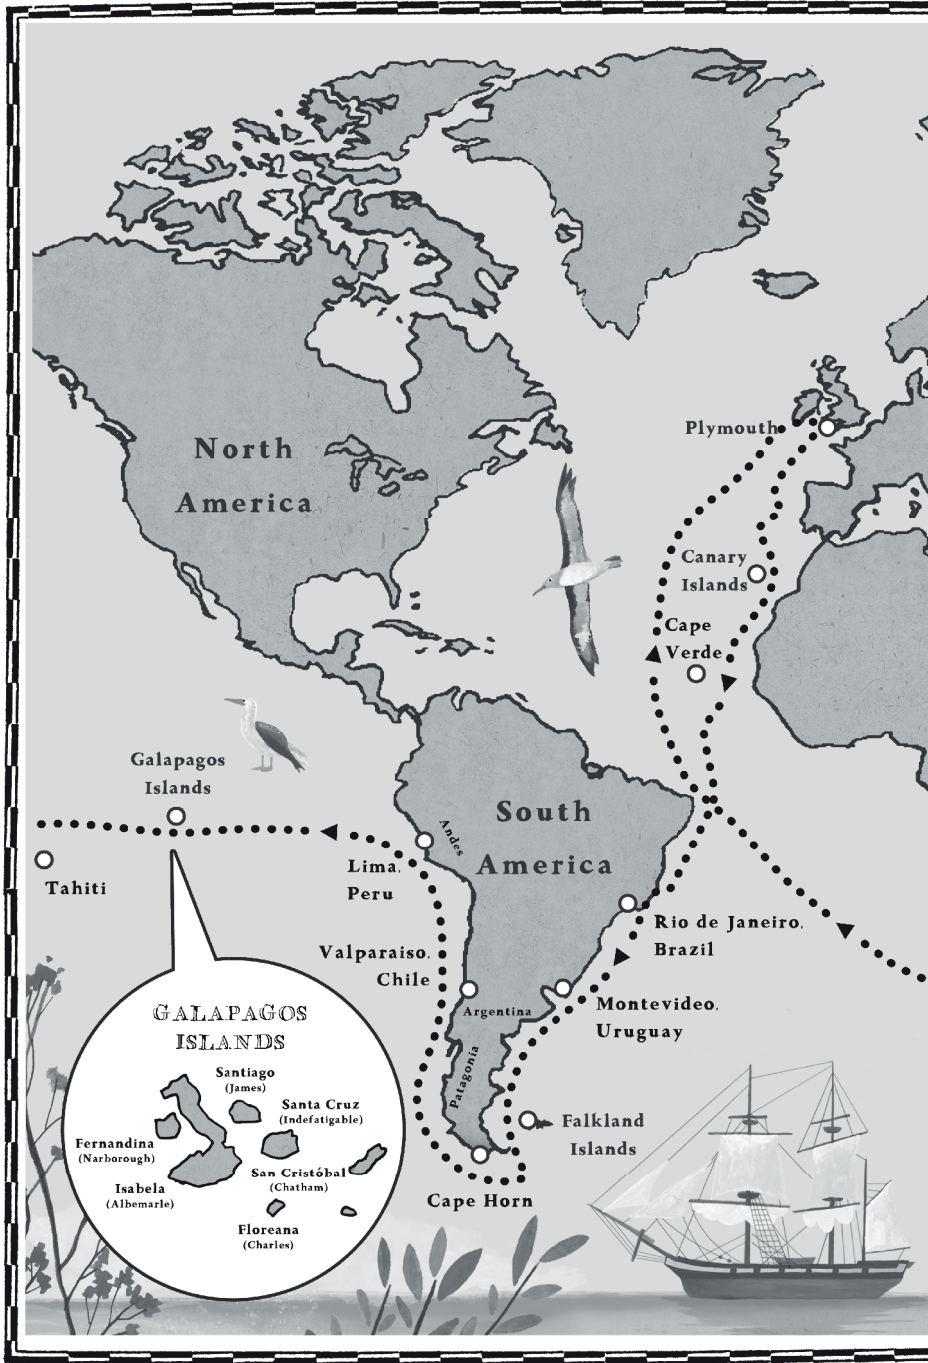 North
America
Plymouth
Canary
Islands
Cape
Verde
Galapagos
Islands
South
America
Andes
Lima,
Peru
Tahiti
Rio de Janeiro,
Brazil
Valparaiso,
Chile
Argentina
Montevideo,
Uruguay
Patagonia
Falkland
Islands
Cape Horn
GALAPAGOS
ISLANDS
Santiago
(James)
Santa Cruz
(Indefatigable)
Fernandina
(Narborough)
San Cristóbal
(Chatham)
Isabela
(Albemarle)
Floreana
(Charles)